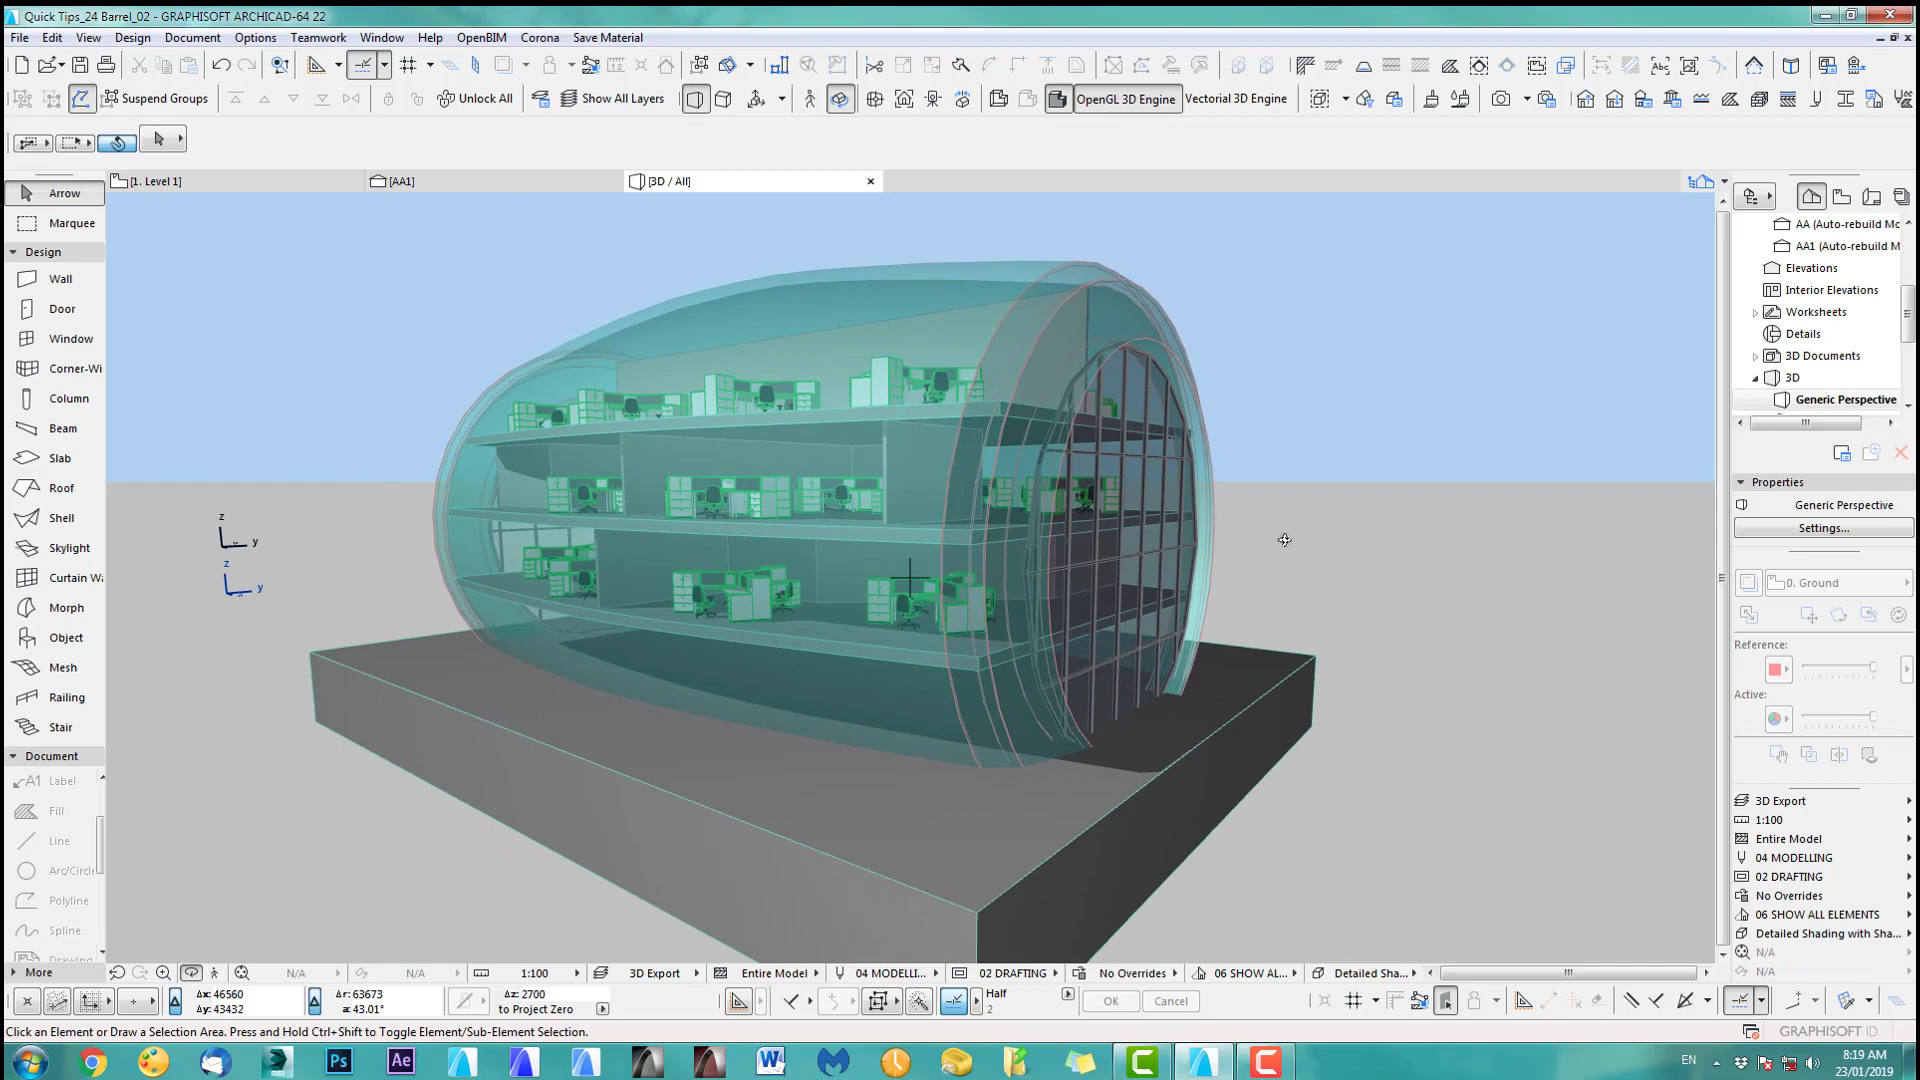 Quick Tips_24 Barrel_02 - GRAPHISOFT ARCHICAD-64 22
File Edit View Design Document Options Teamwork Window Help OpenBIM Corona Save Material
Suspend Groups
Unlock All
Show All Layers
OpenGL 3D Engine
Vectorial 3D Engine
[1. Level 1]
[AA1]
[3D / All]
Arrow
Marquee
Design
Wall
Door
Window
Corner-Wi
Column
Beam
Slab
Roof
Shell
Skylight
Curtain Wa
Morph
Object
Mesh
Railing
Stair
Document
A1 Label
Fill
Line
Arc/Circle
Polyline
Spline
Drawing
More
z
y
z
y
AA (Auto-rebuild Mc
AA1 (Auto-rebuild M
Elevations
Interior Elevations
Worksheets
Details
3D Documents
3D
Generic Perspective
Properties
Generic Perspective
Settings...
0. Ground
Reference:
Active:
3D Export
1:100
Entire Model
04 MODELLING
02 DRAFTING
No Overrides
06 SHOW ALL ELEMENTS
Detailed Shading with Sha...
N/A
N/A
N/A N/A 1:100 3D Export Entire Model 04 MODELLI... 02 DRAFTING No Overrides 06 SHOW AL... Detailed Sha...
Δx: 46560
Δy: 43432
Δr: 63673
a: 43.01°
Δz: 2700
to Project Zero
Half
2
OK
Cancel
Click an Element or Draw a Selection Area. Press and Hold Ctrl+Shift to Toggle Element/Sub-Element Selection.
GRAPHISOFT ID
Ps
Ae
W
C
C
EN
8:19 AM
23/01/2019